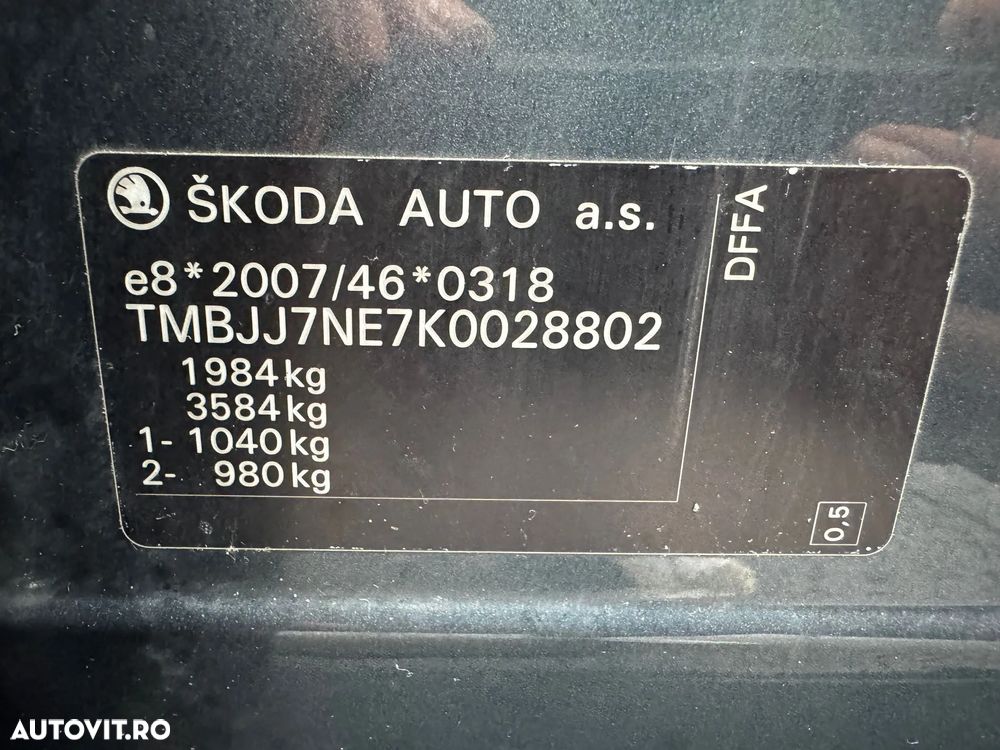 ŠKODA AUTO a.s.
e8*2007/46*0318
TMBJJ7NE7K0028802
1984kg
3584kg
1- 1040kg
2- 980kg
DFFA
0,5
AUTOVIT.RO